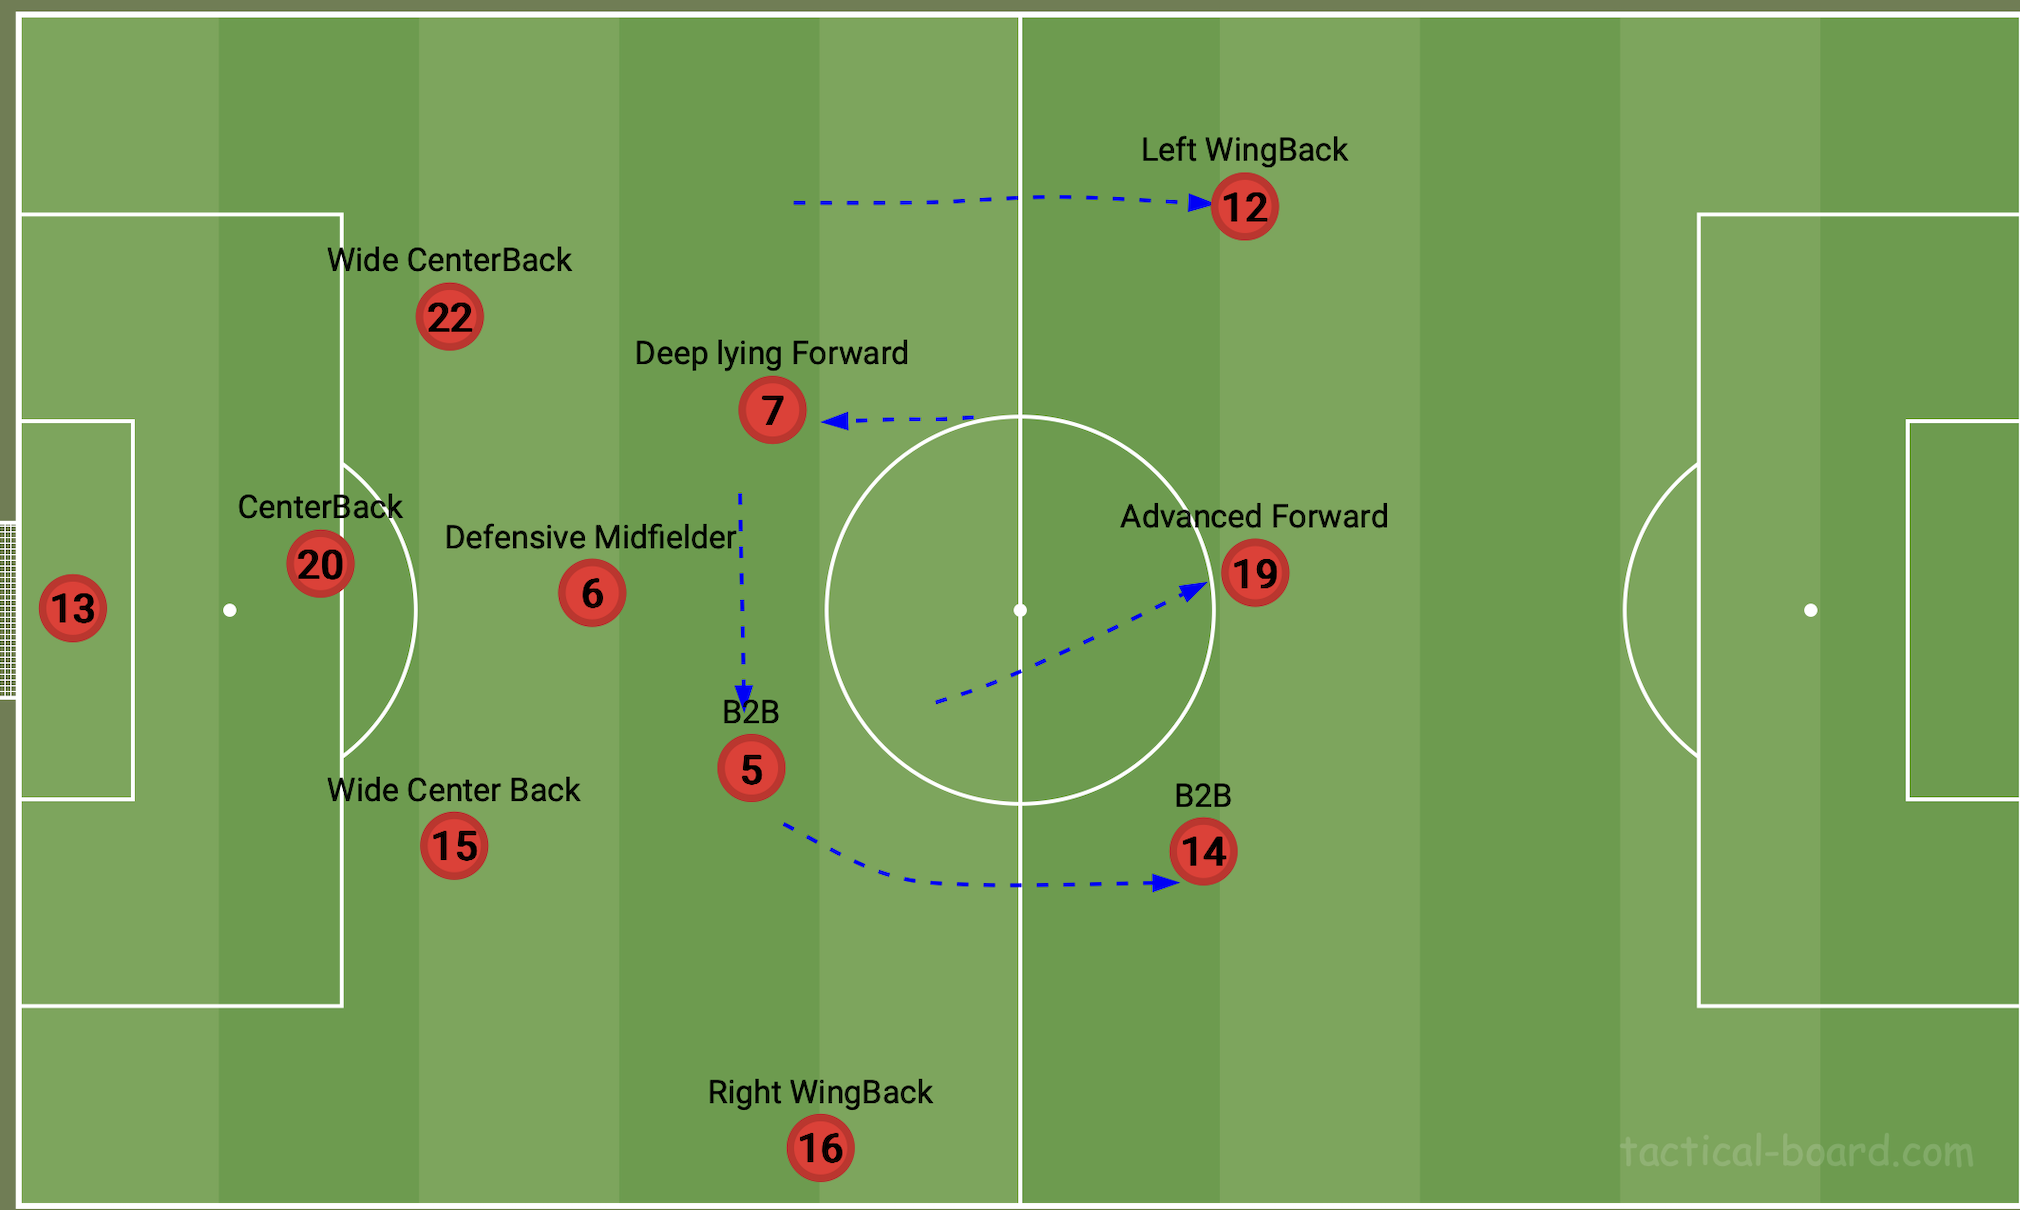 Left WingBack
12
Wide CenterBack
22
Deep lying Forward
7
CenterBack
20
Defensive Midfielder
6
Advanced Forward
19
13
B2B
5
Wide Center Back
15
B2B
14
Right WingBack
16
tactical-board.com